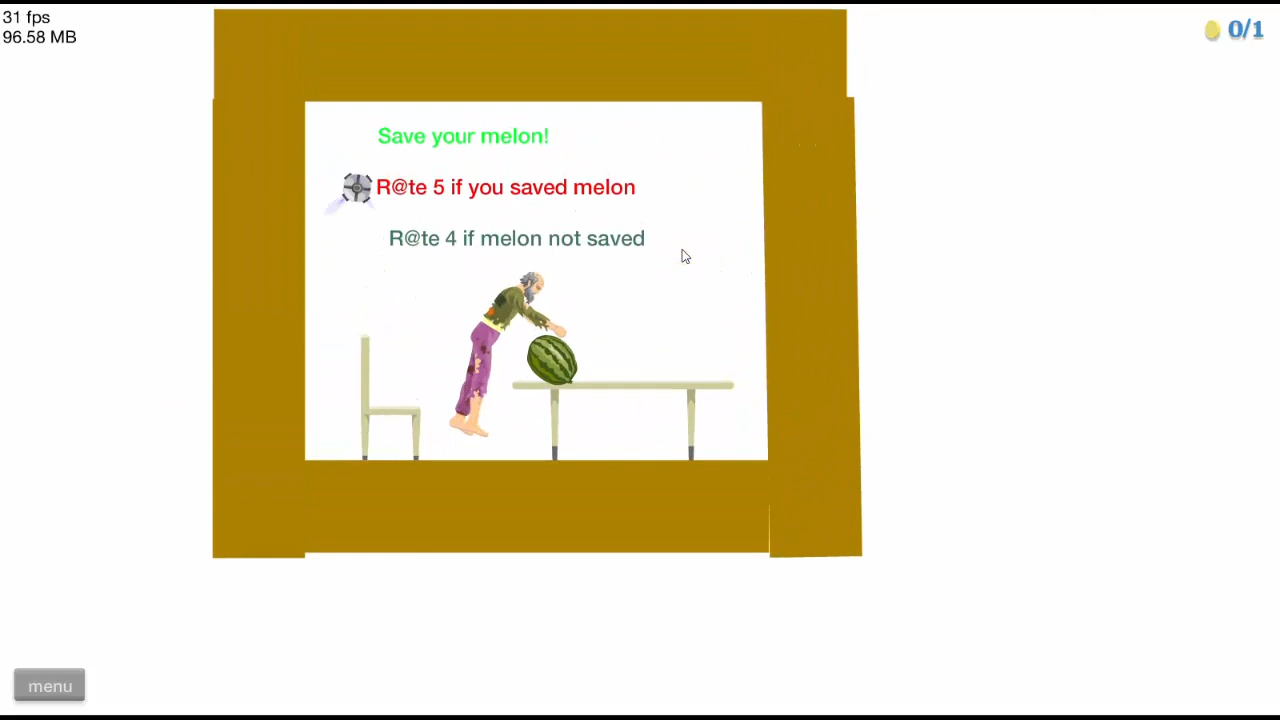 31 fps
96.58 MB
0/1
Save your melon!
R@te 5 if you saved melon
R@te 4 if melon not saved
menu